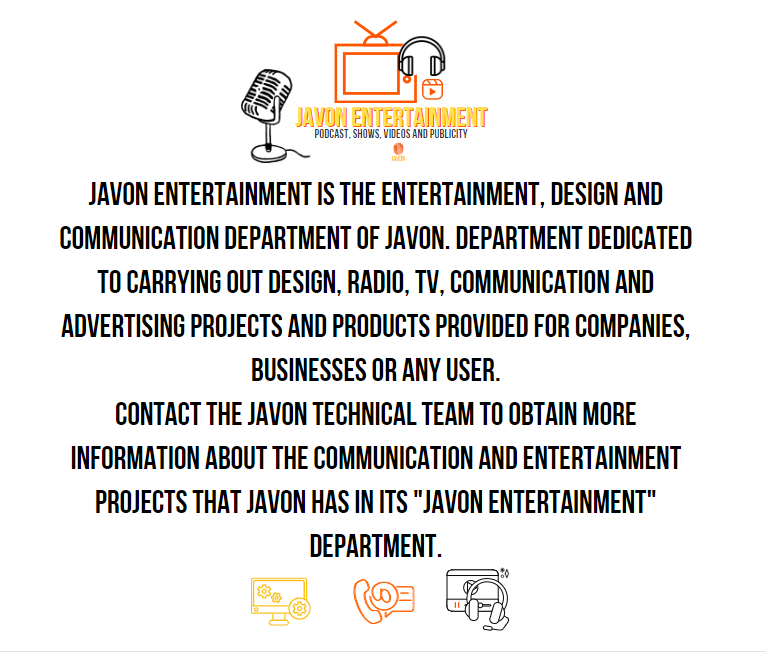 JAVON ENTERTAINMENT
PODCAST, SHOWS, VIDEOS AND PUBLICITY
JAVON
JAVON ENTERTAINMENT IS THE ENTERTAINMENT, DESIGN AND
COMMUNICATION DEPARTMENT OF JAVON. DEPARTMENT DEDICATED
TO CARRYING OUT DESIGN, RADIO, TV, COMMUNICATION AND
ADVERTISING PROJECTS AND PRODUCTS PROVIDED FOR COMPANIES,
BUSINESSES OR ANY USER.
CONTACT THE JAVON TECHNICAL TEAM TO OBTAIN MORE
INFORMATION ABOUT THE COMMUNICATION AND ENTERTAINMENT
PROJECTS THAT JAVON HAS IN ITS "JAVON ENTERTAINMENT"
DEPARTMENT.